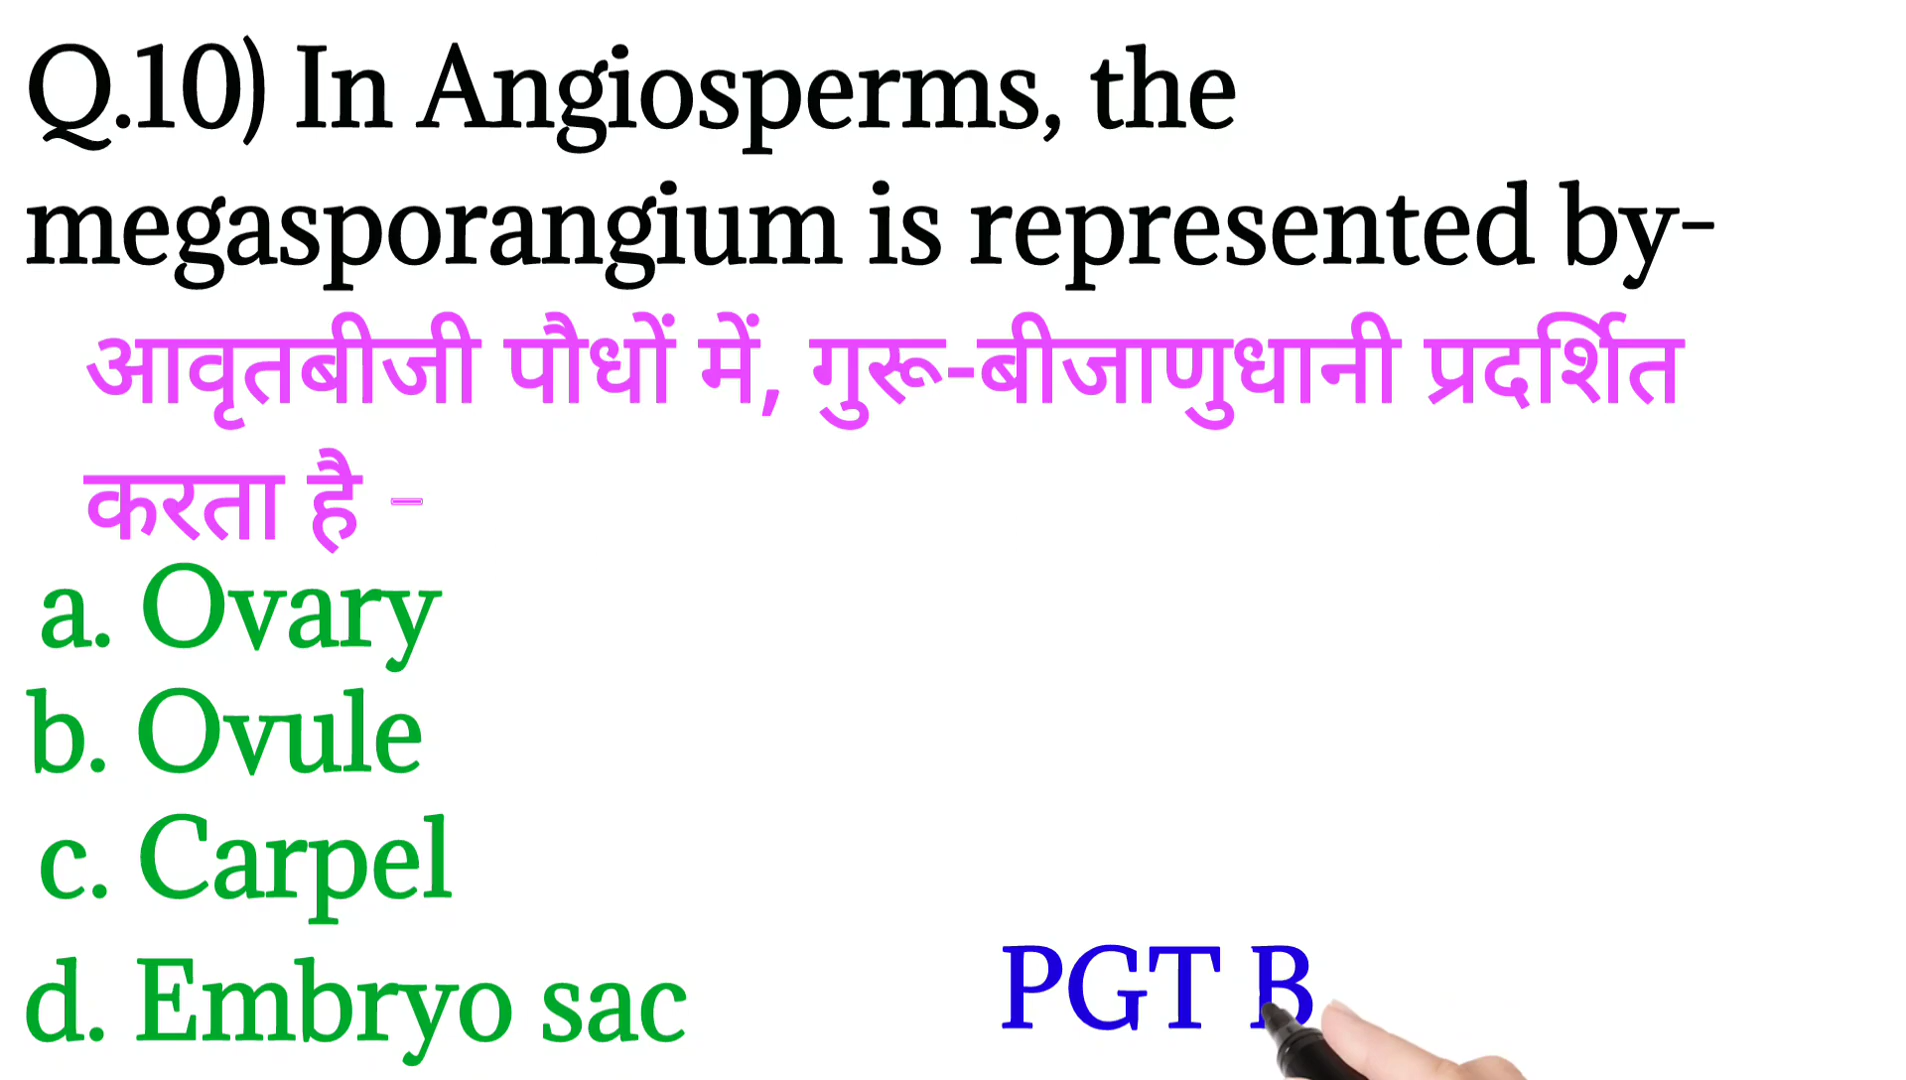 Q.10) In Angiosperms, the
megasporangium is represented by-
आवृतबीजी पौधों में, गुरू-बीजाणुधानी प्रदर्शित
करता है -
a. Ovary
b. Ovule
c. Carpel
d. Embryo sac
PGT B